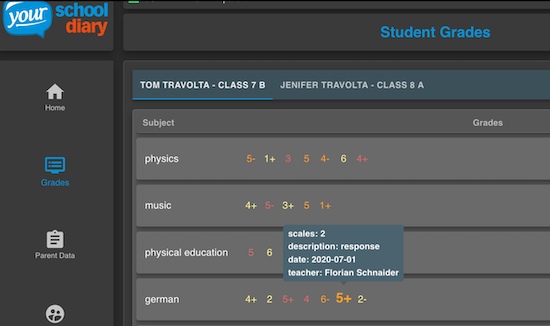 your school diary
Student Grades
Home
Grades
Parent Data
TOM TRAVOLTA - CLASS 7 B
JENIFER TRAVOLTA - CLASS 8 A
Subject Grades
physics 5- 1+ 3 5 4- 6 4+
music 4+ 5- 3+ 5 1+
physical education 5 6
scales: 2
description: response
date: 2020-07-01
teacher: Florian Schnaider
german 4+ 2 5+ 4 6- 5+ 2-